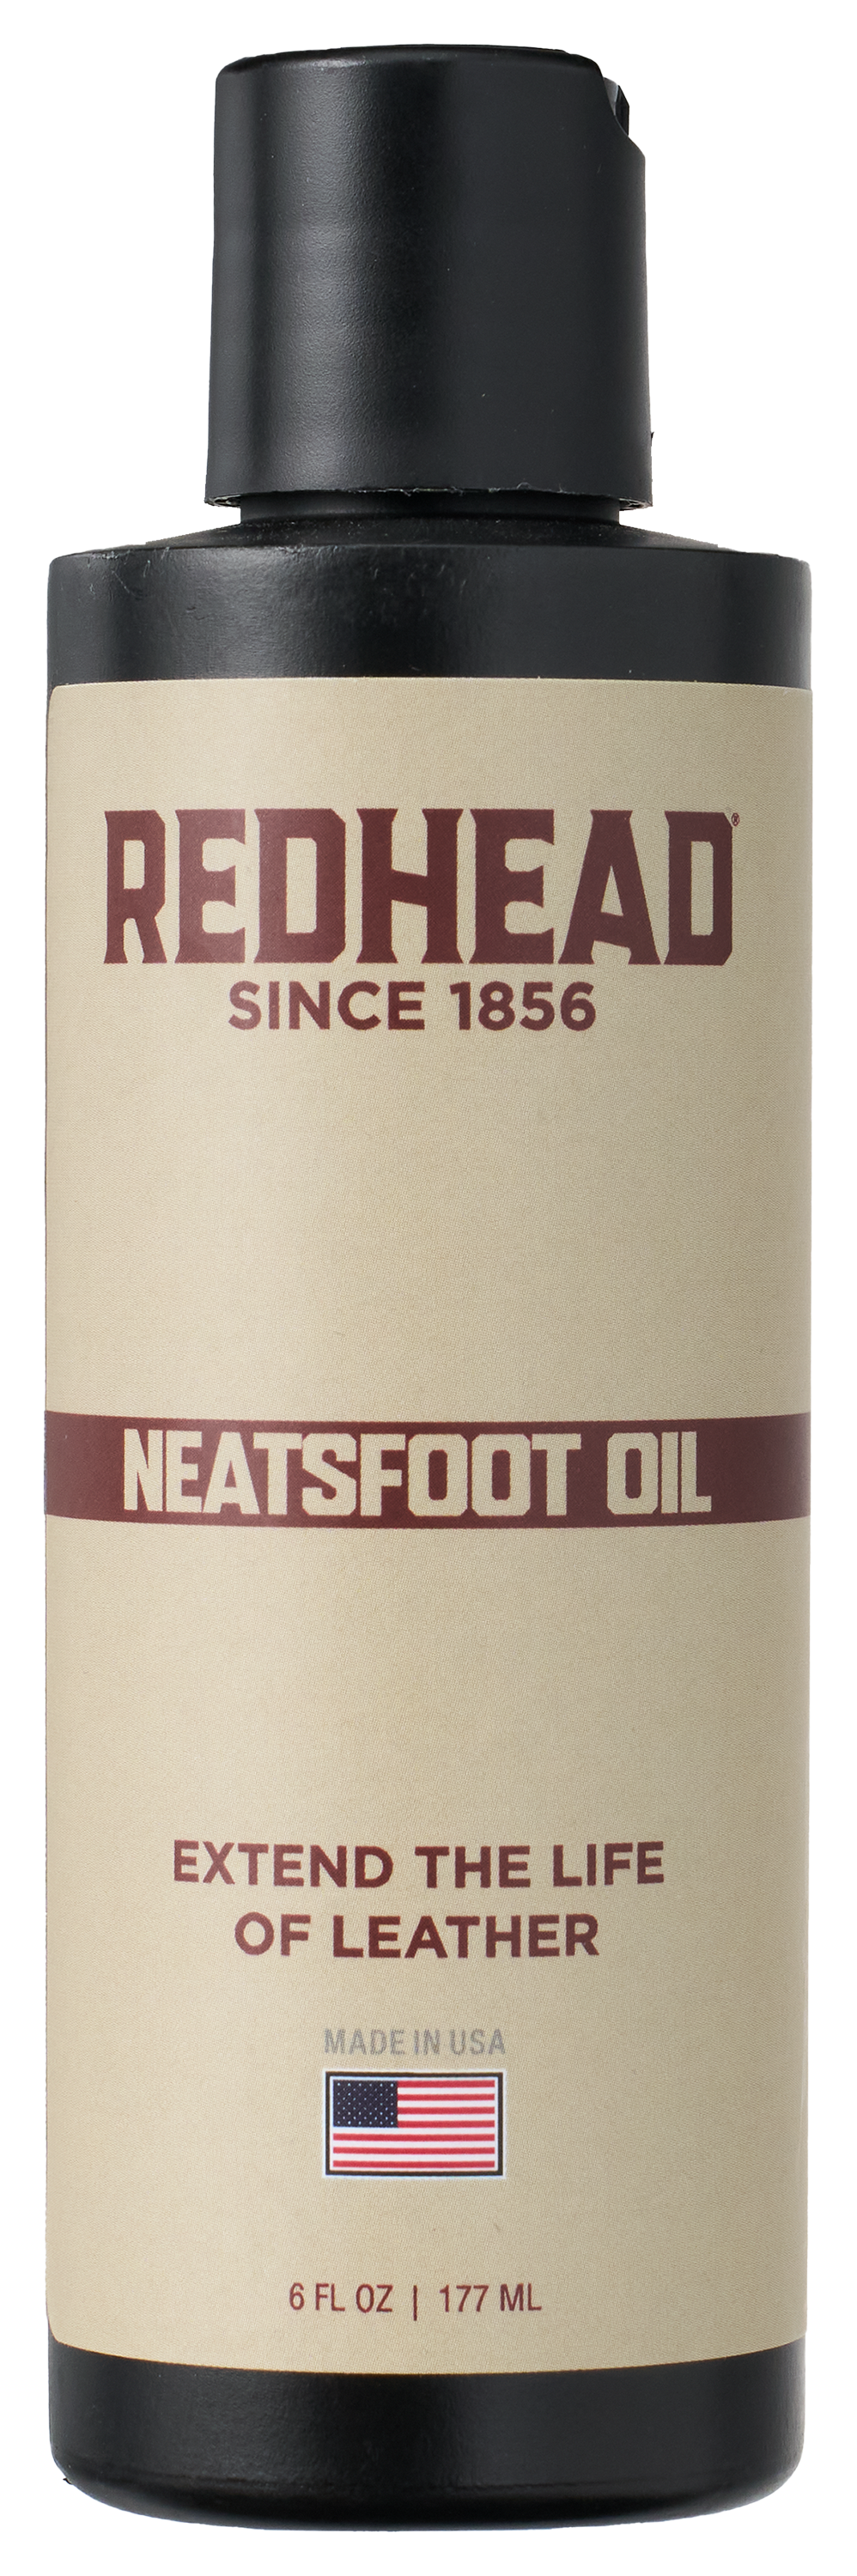 REDHEAD®
SINCE 1856
NEATSFOOT OIL
EXTEND THE LIFE
OF LEATHER
MADE IN USA
6 FL OZ | 177 ML